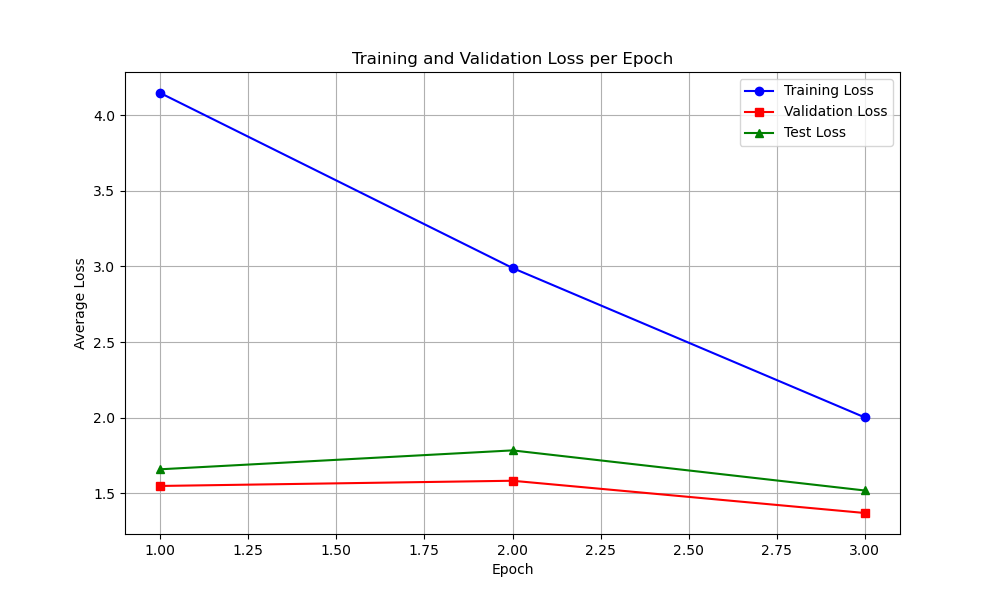 Training and Validation Loss per Epoch
Training Loss
Validation Loss
Test Loss
Average Loss
4.0
3.5
3.0
2.5
2.0
1.5
1.00 1.25 1.50 1.75 2.00 2.25 2.50 2.75 3.00
Epoch